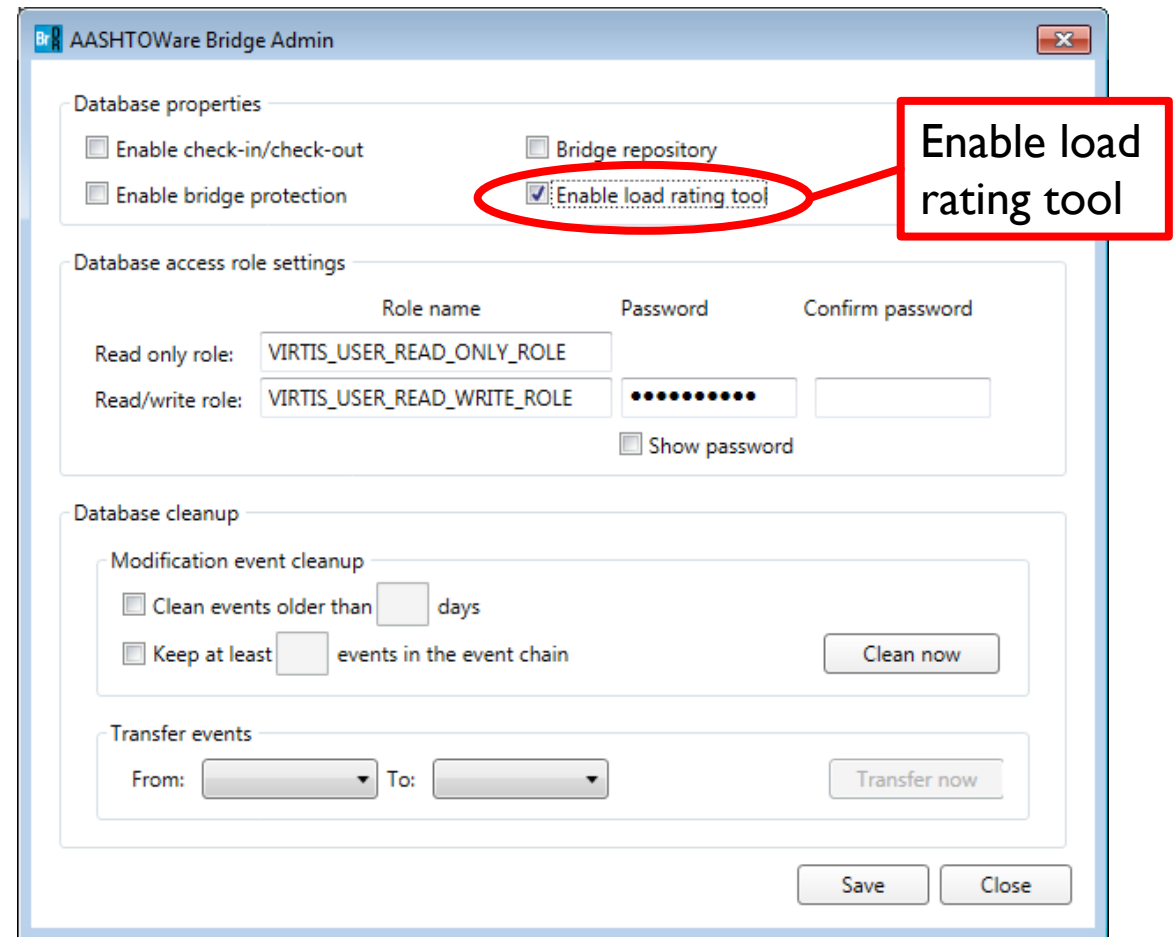 BrDR AASHTOWare Bridge Admin
Database properties
Enable check-in/check-out
Bridge repository
Enable bridge protection
Enable load rating tool
Enable load
rating tool
Database access role settings
Role name Password Confirm password
Read only role: VIRTIS_USER_READ_ONLY_ROLE
Read/write role: VIRTIS_USER_READ_WRITE_ROLE ••••••••••
Show password
Database cleanup
Modification event cleanup
Clean events older than days
Keep at least events in the event chain
Clean now
Transfer events
From: To: Transfer now
Save Close